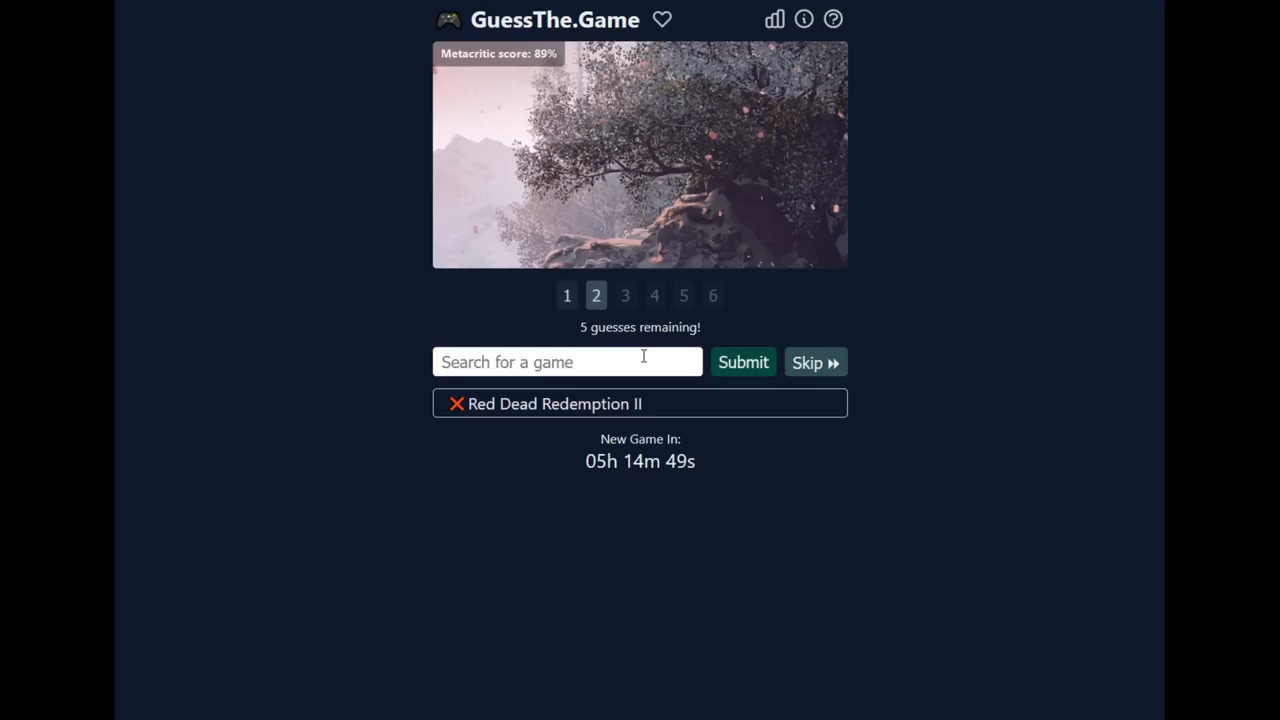 GuessThe.Game
Metacritic score: 89%
1 2 3 4 5 6
5 guesses remaining!
Search for a game
Submit
Skip
Red Dead Redemption II
New Game In:
05h 14m 49s